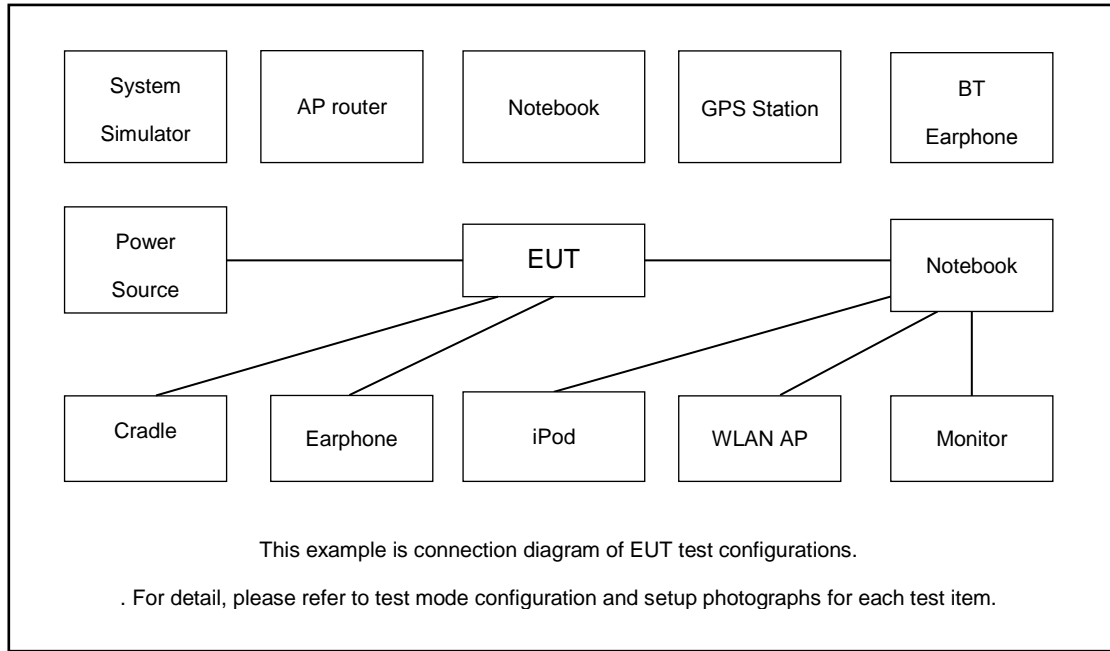 System
Simulator
AP router
Notebook
GPS Station
BT
Earphone
Power
Source
EUT
Notebook
Cradle
Earphone
iPod
WLAN AP
Monitor
This example is connection diagram of EUT test configurations.
. For detail, please refer to test mode configuration and setup photographs for each test item.